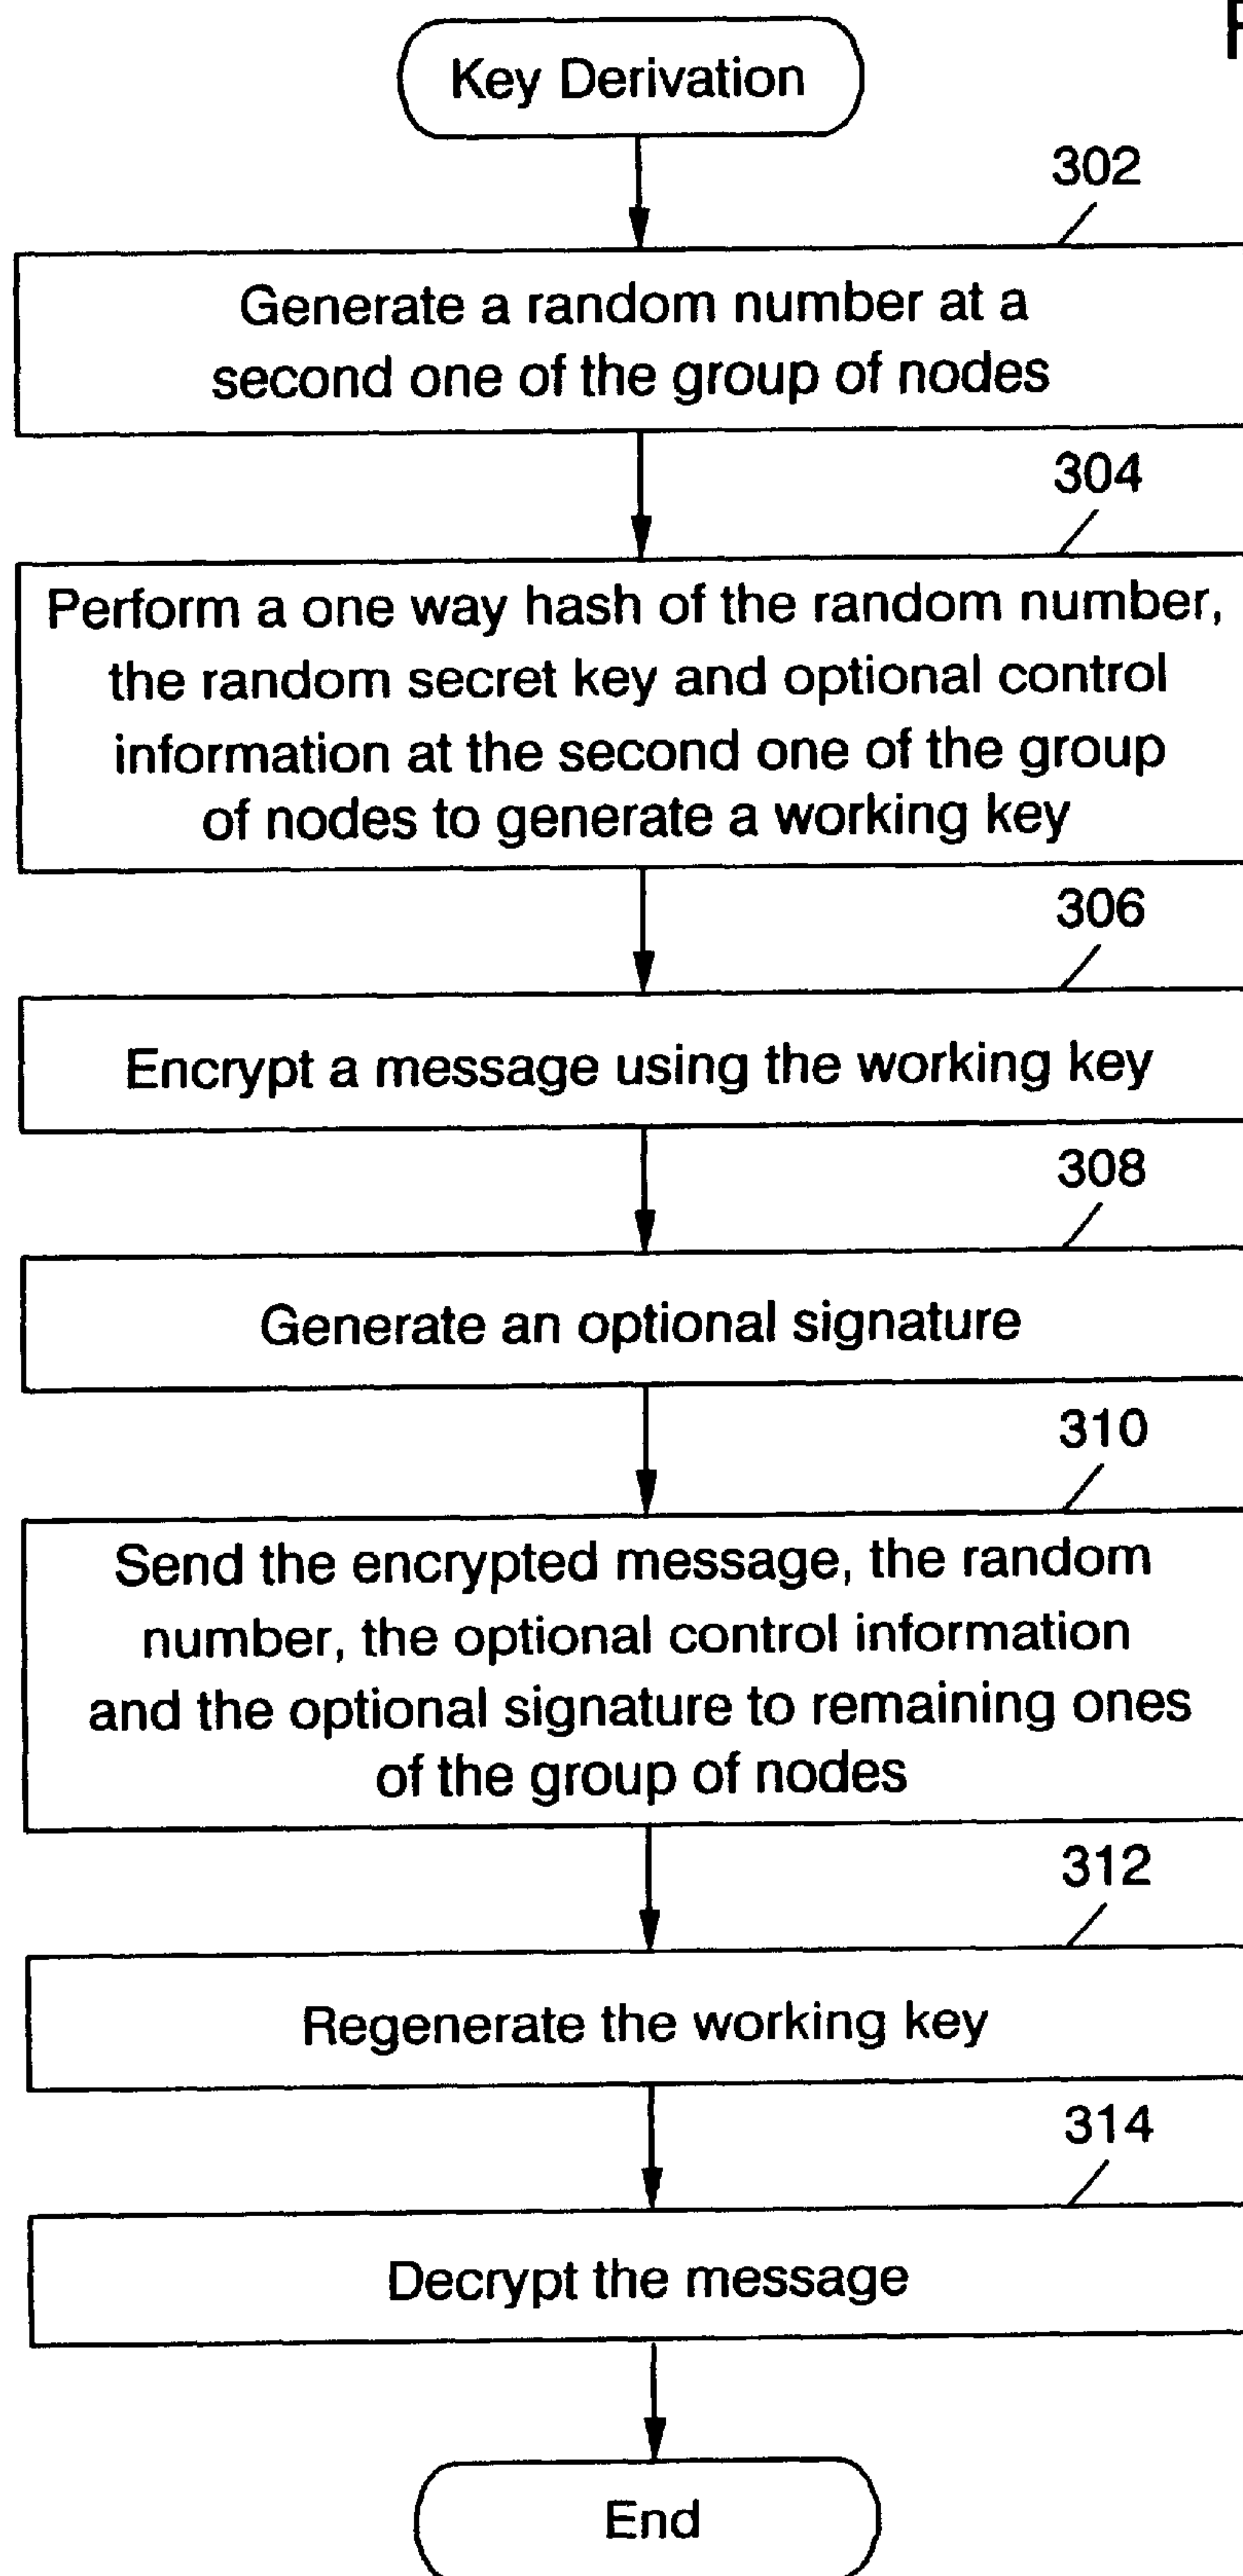 Key Derivation
302
Generate a random number at a
second one of the group of nodes
304
Perform a one way hash of the random number,
the random secret key and optional control
information at the second one of the group
of nodes to generate a working key
306
Encrypt a message using the working key
308
Generate an optional signature
310
Send the encrypted message, the random
number, the optional control information
and the optional signature to remaining ones
of the group of nodes
312
Regenerate the working key
314
Decrypt the message
End